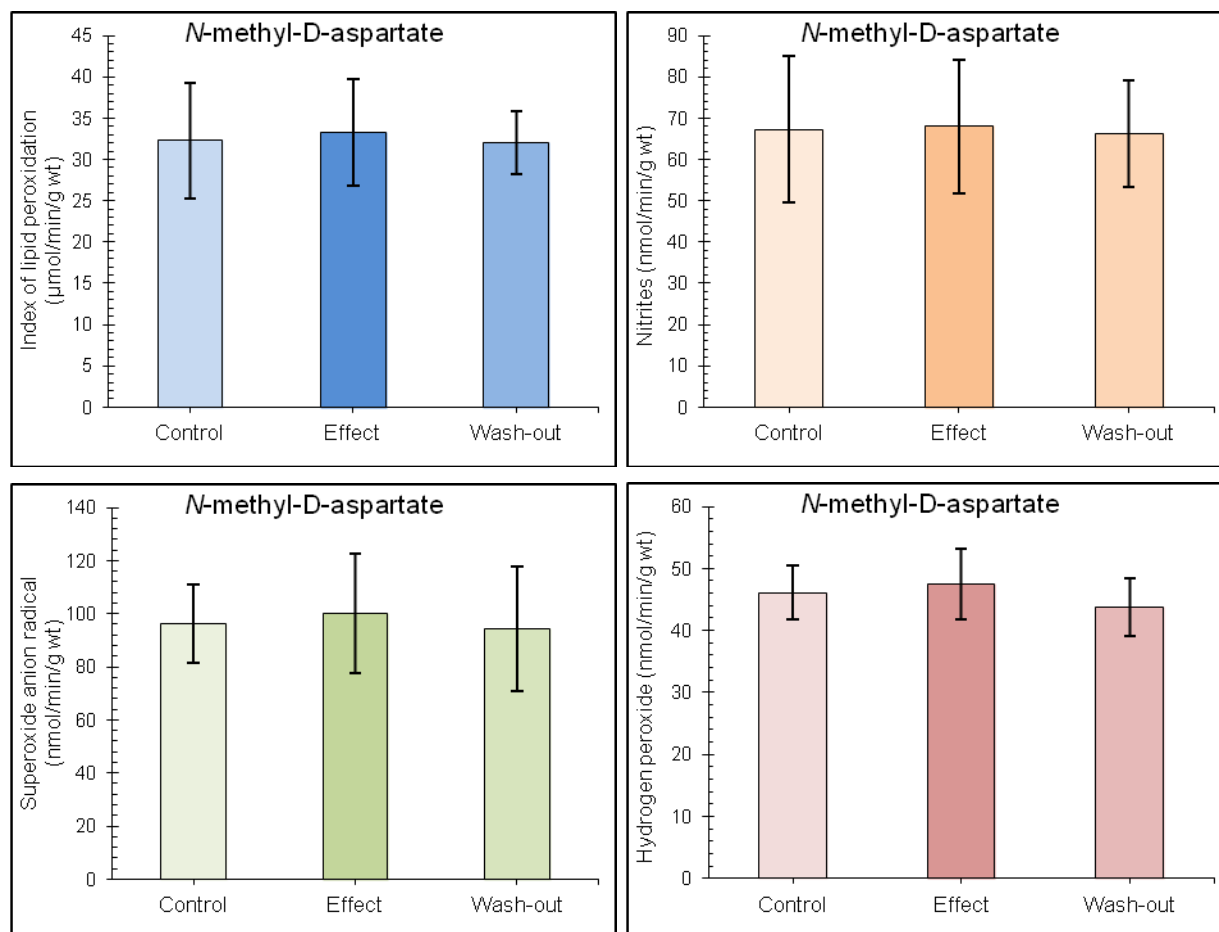 N-methyl-D-aspartate
Index of lipid peroxidation
(µmol/min/g wt)
45
40
35
30
25
20
15
10
5
0
Control Effect Wash-out
N-methyl-D-aspartate
Nitrites (nmol/min/g wt)
90
80
70
60
50
40
30
20
10
0
Control Effect Wash-out
N-methyl-D-aspartate
Superoxide anion radical
(nmol/min/g wt)
140
120
100
80
60
40
20
0
Control Effect Wash-out
N-methyl-D-aspartate
Hydrogen peroxide (nmol/min/g wt)
60
50
40
30
20
10
0
Control Effect Wash-out